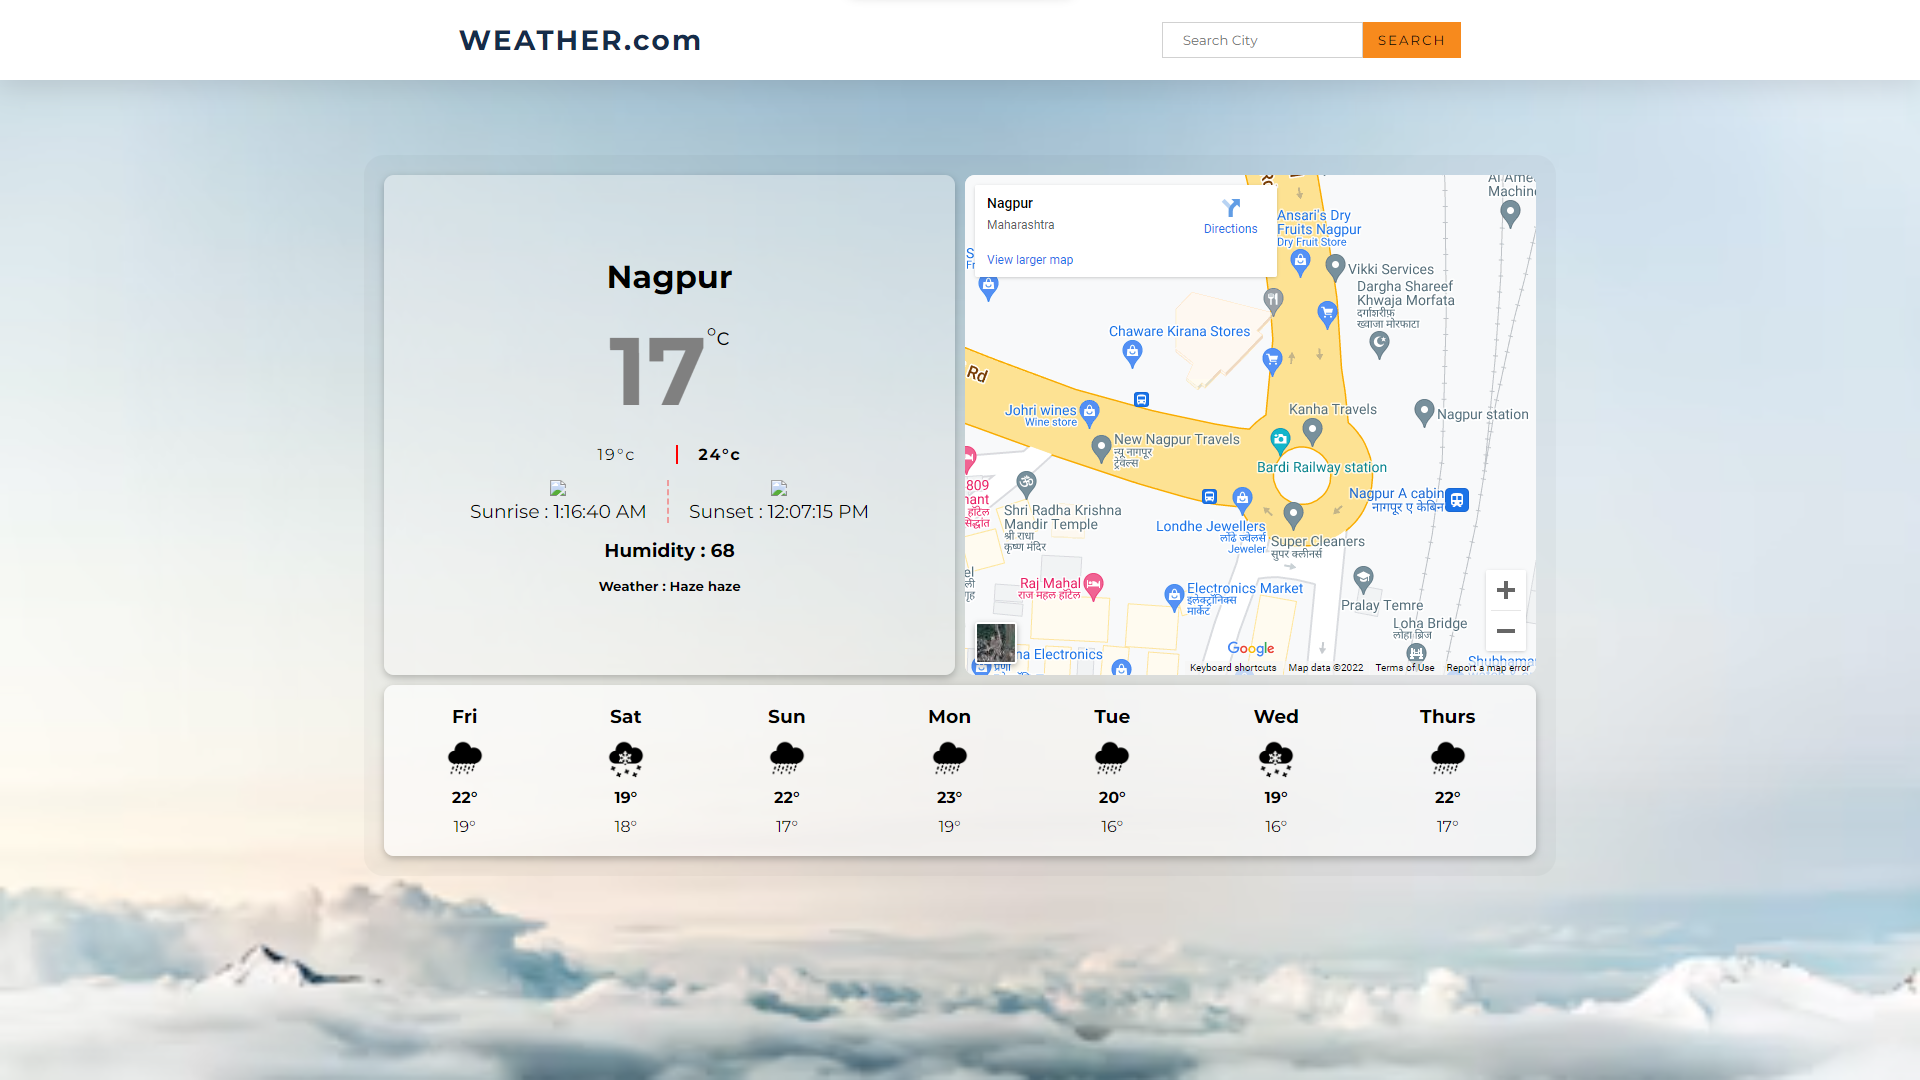 WEATHER.com
Search City
SEARCH
Nagpur
17°C
19°c
24°c
Sunrise : 1:16:40 AM
Sunset : 12:07:15 PM
Humidity : 68
Weather : Haze haze
Nagpur
Maharashtra
Directions
View larger map
Ansari's Dry
Fruits Nagpur
Dry Fruit Store
Machine
Vikki Services
Dargha Shareef
Khwaja Morfata
दर्गाशरीफ़
ख्वाजा मोरफाटा
Chaware Kirana Stores
Rd
Johri wines
Wine store
Kanha Travels
Nagpur station
New Nagpur Travels
न्यू नागपूर
ट्रॅवेल्स
Bardi Railway station
809
हॉटेल
सिद्धांत
Nagpur A cabin
नागपूर ए केबिन
Shri Radha Krishna
Mandir Temple
श्री राधा
कृष्ण मंदिर
Londhe Jewellers
लोंढे ज्वेलर्स
Jeweler
Super Cleaners
सुपर क्लीनर्स
Raj Mahal
राज महल हॉटेल
Electronics Market
इलेक्ट्रॉनिक्स
मार्केट
Pralay Temre
Loha Bridge
लोहा ब्रिज
na Electronics
Google
Keyboard shortcuts
Map data ©2022
Terms of Use
Report a map error
Fri
Sat
Sun
Mon
Tue
Wed
Thurs
22°
19°
22°
23°
20°
19°
22°
19°
18°
17°
19°
16°
16°
17°